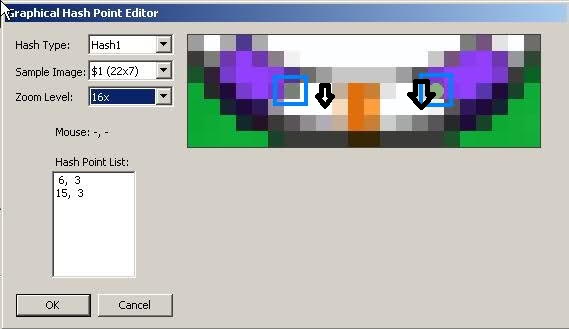 Graphical Hash Point Editor
Hash Type: Hash1
Sample Image: $1 (22x7)
Zoom Level: 16x
Mouse: -, -
Hash Point List:
6, 3
15, 3
OK Cancel